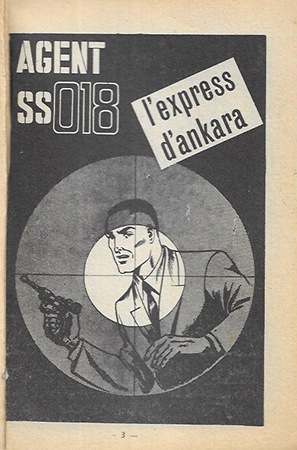 AGENT
SS018
l'express
d'ankara
- 3 -